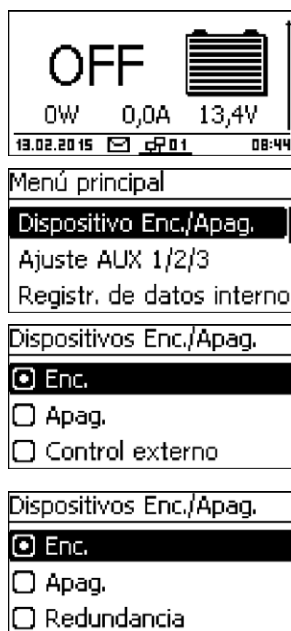 OFF
0W 0,0A 13,4V
13.02.2015 01 08:44
Menú principal
Dispositivo Enc./Apag.
Ajuste AUX 1/2/3
Registr. de datos interno
Dispositivos Enc./Apag.
Enc.
Apag.
Control externo
Dispositivos Enc./Apag.
Enc.
Apag.
Redundancia